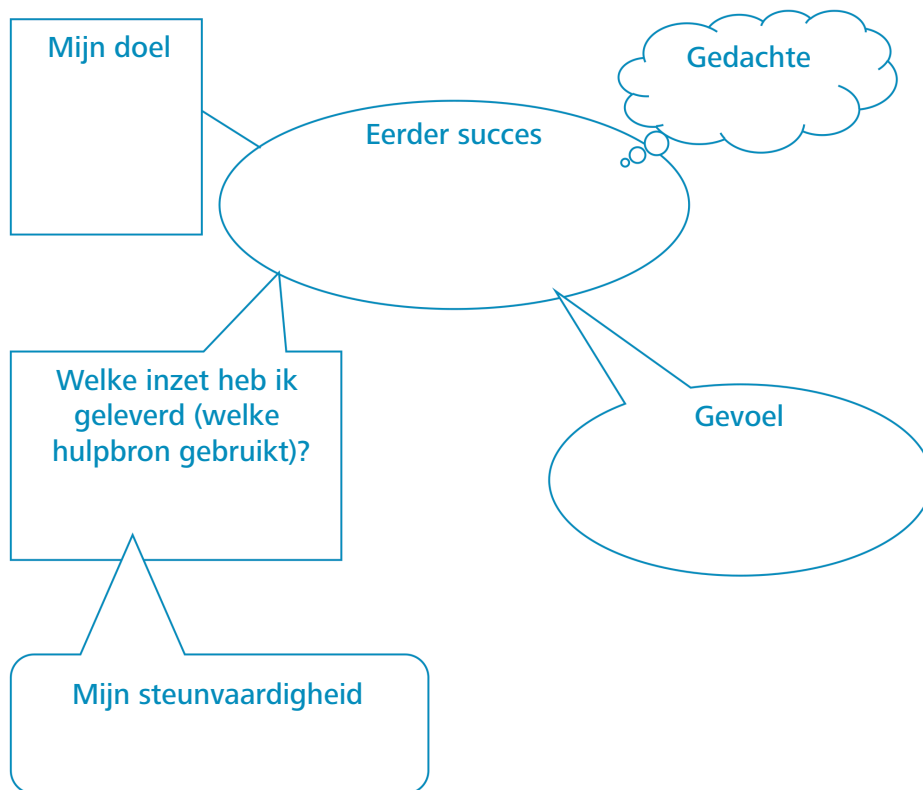 Mijn doel
Gedachte
Eerder succes
Welke inzet heb ik
geleverd (welke
hulpbron gebruikt)?
Gevoel
Mijn steunvaardigheid